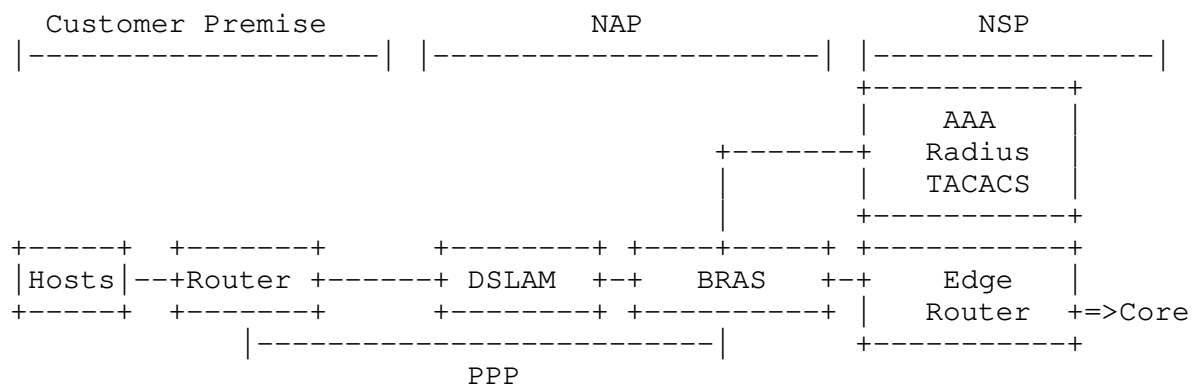 Customer Premise NAP NSP
AAA
Radius
TACACS
Hosts Router DSLAM BRAS Edge
Router =>Core
PPP